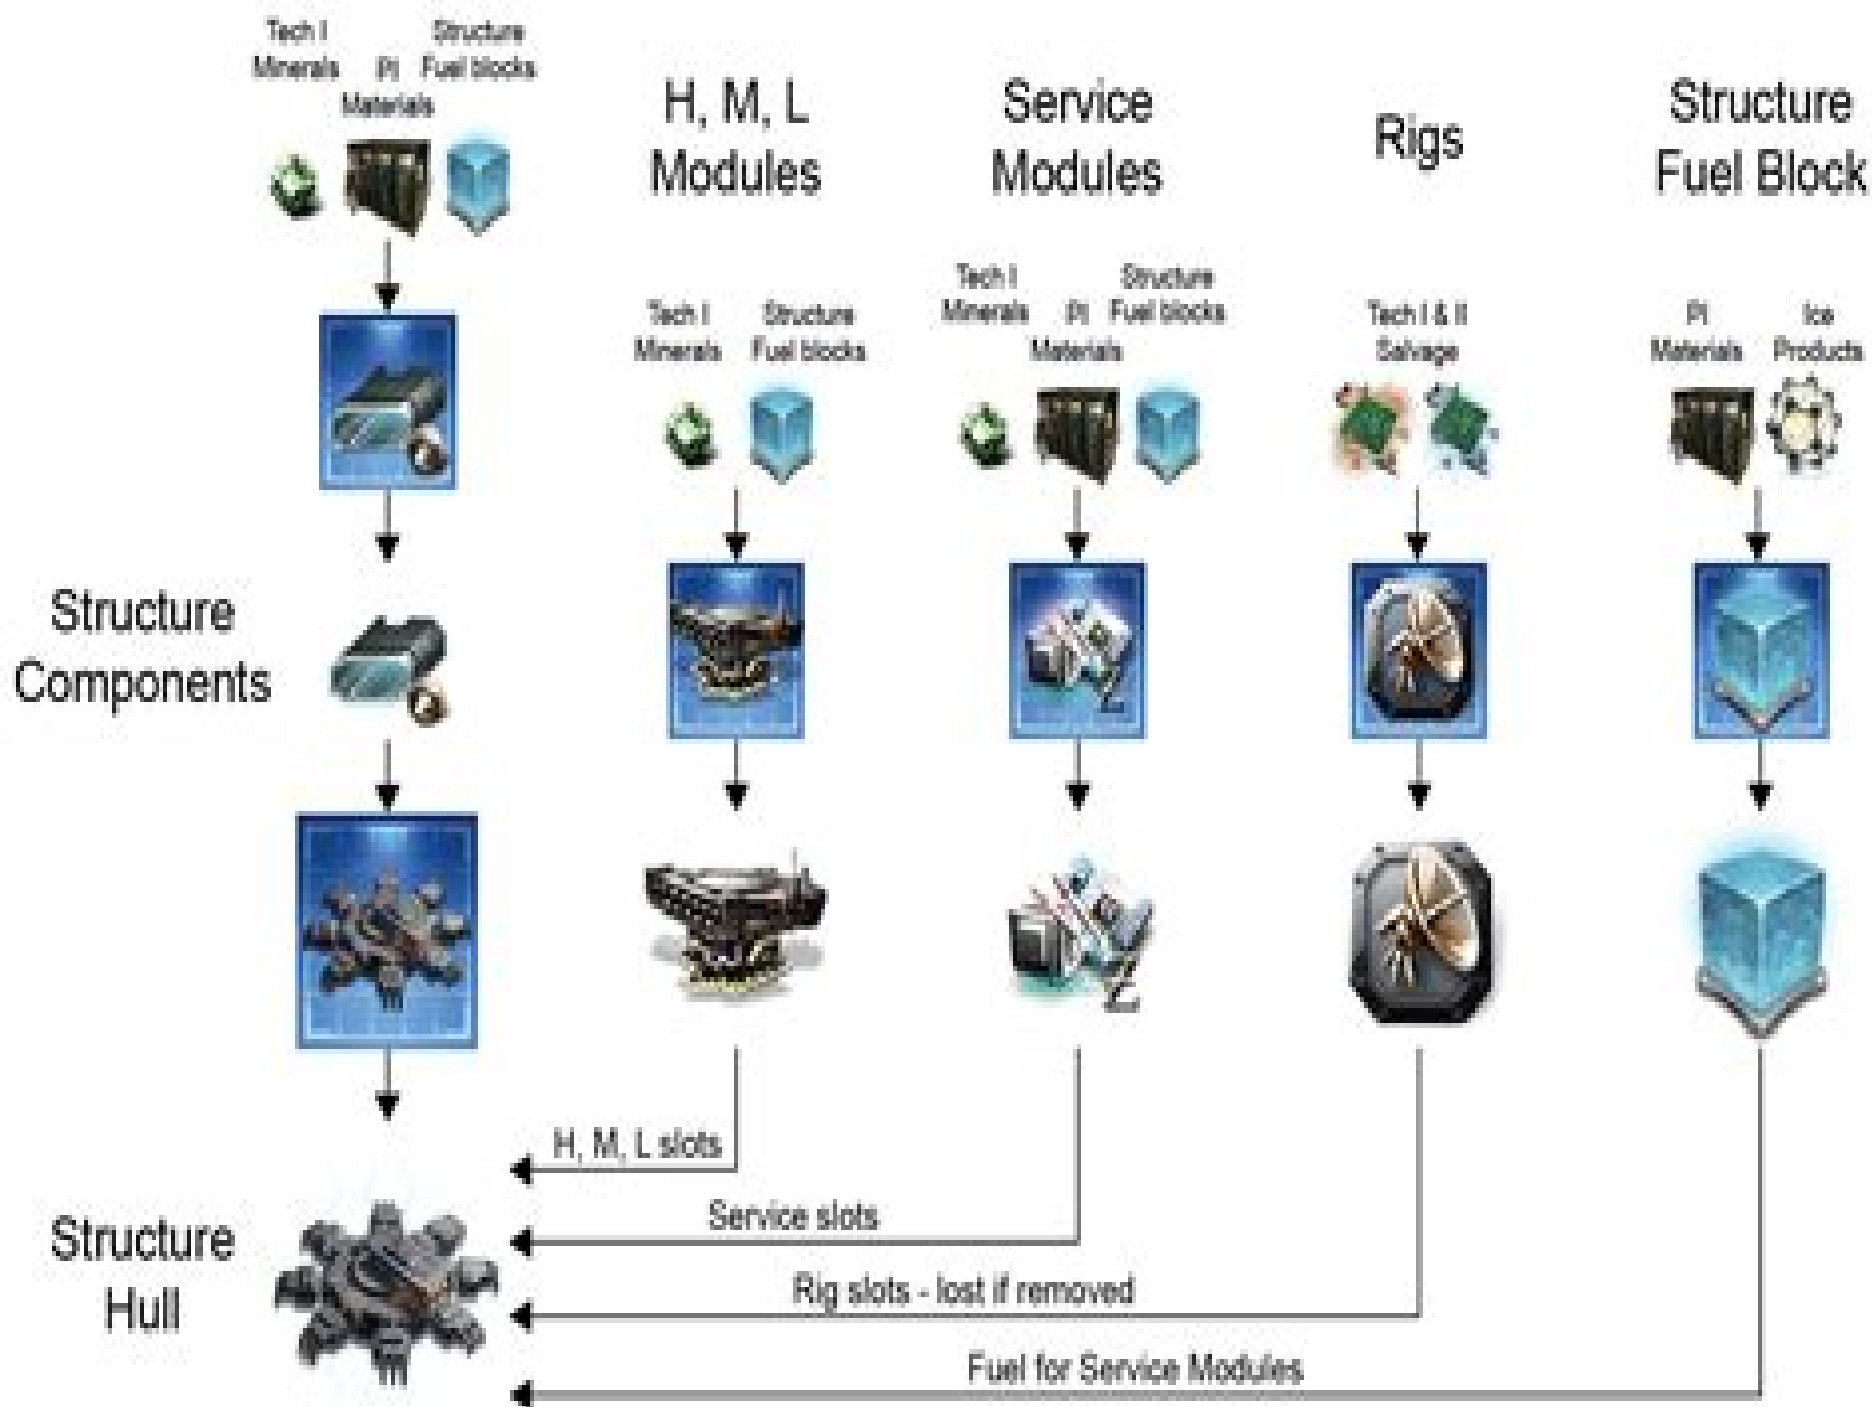 Tech I
Minerals
PI
Materials
Structure
Fuel blocks
H, M, L
Modules
Service
Modules
Rigs
Structure
Fuel Block
Tech I
Minerals
Structure
Fuel blocks
Tech I
Minerals
PI
Materials
Structure
Fuel blocks
Tech I & II
Salvage
PI
Materials
Ice
Products
Structure
Components
H, M, L slots
Service slots
Structure
Hull
Rig slots - lost if removed
Fuel for Service Modules